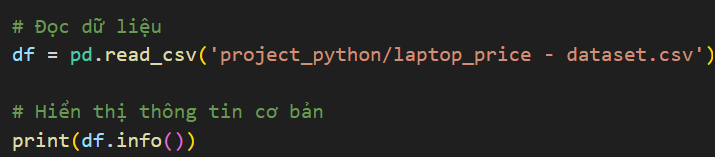 # Đọc dữ liệu
df = pd.read_csv('project_python/laptop_price - dataset.csv')
# Hiển thị thông tin cơ bản
print(df.info())